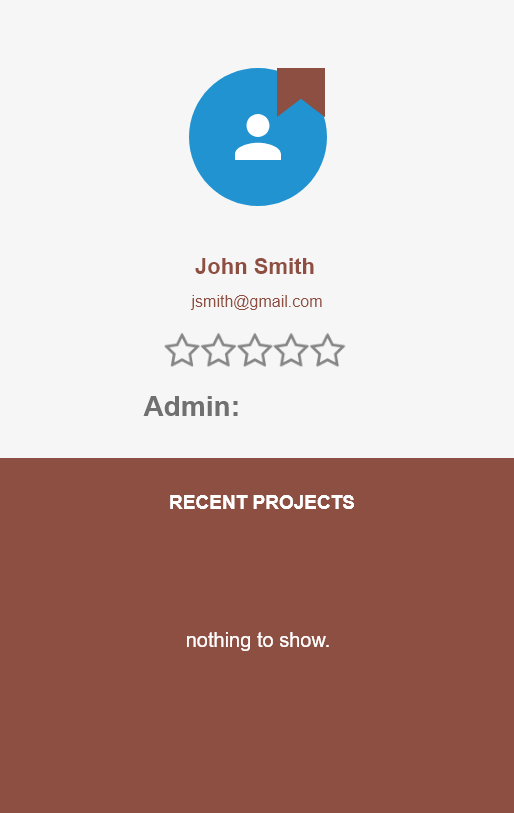 John Smith
jsmith@gmail.com
Admin:
RECENT PROJECTS
nothing to show.